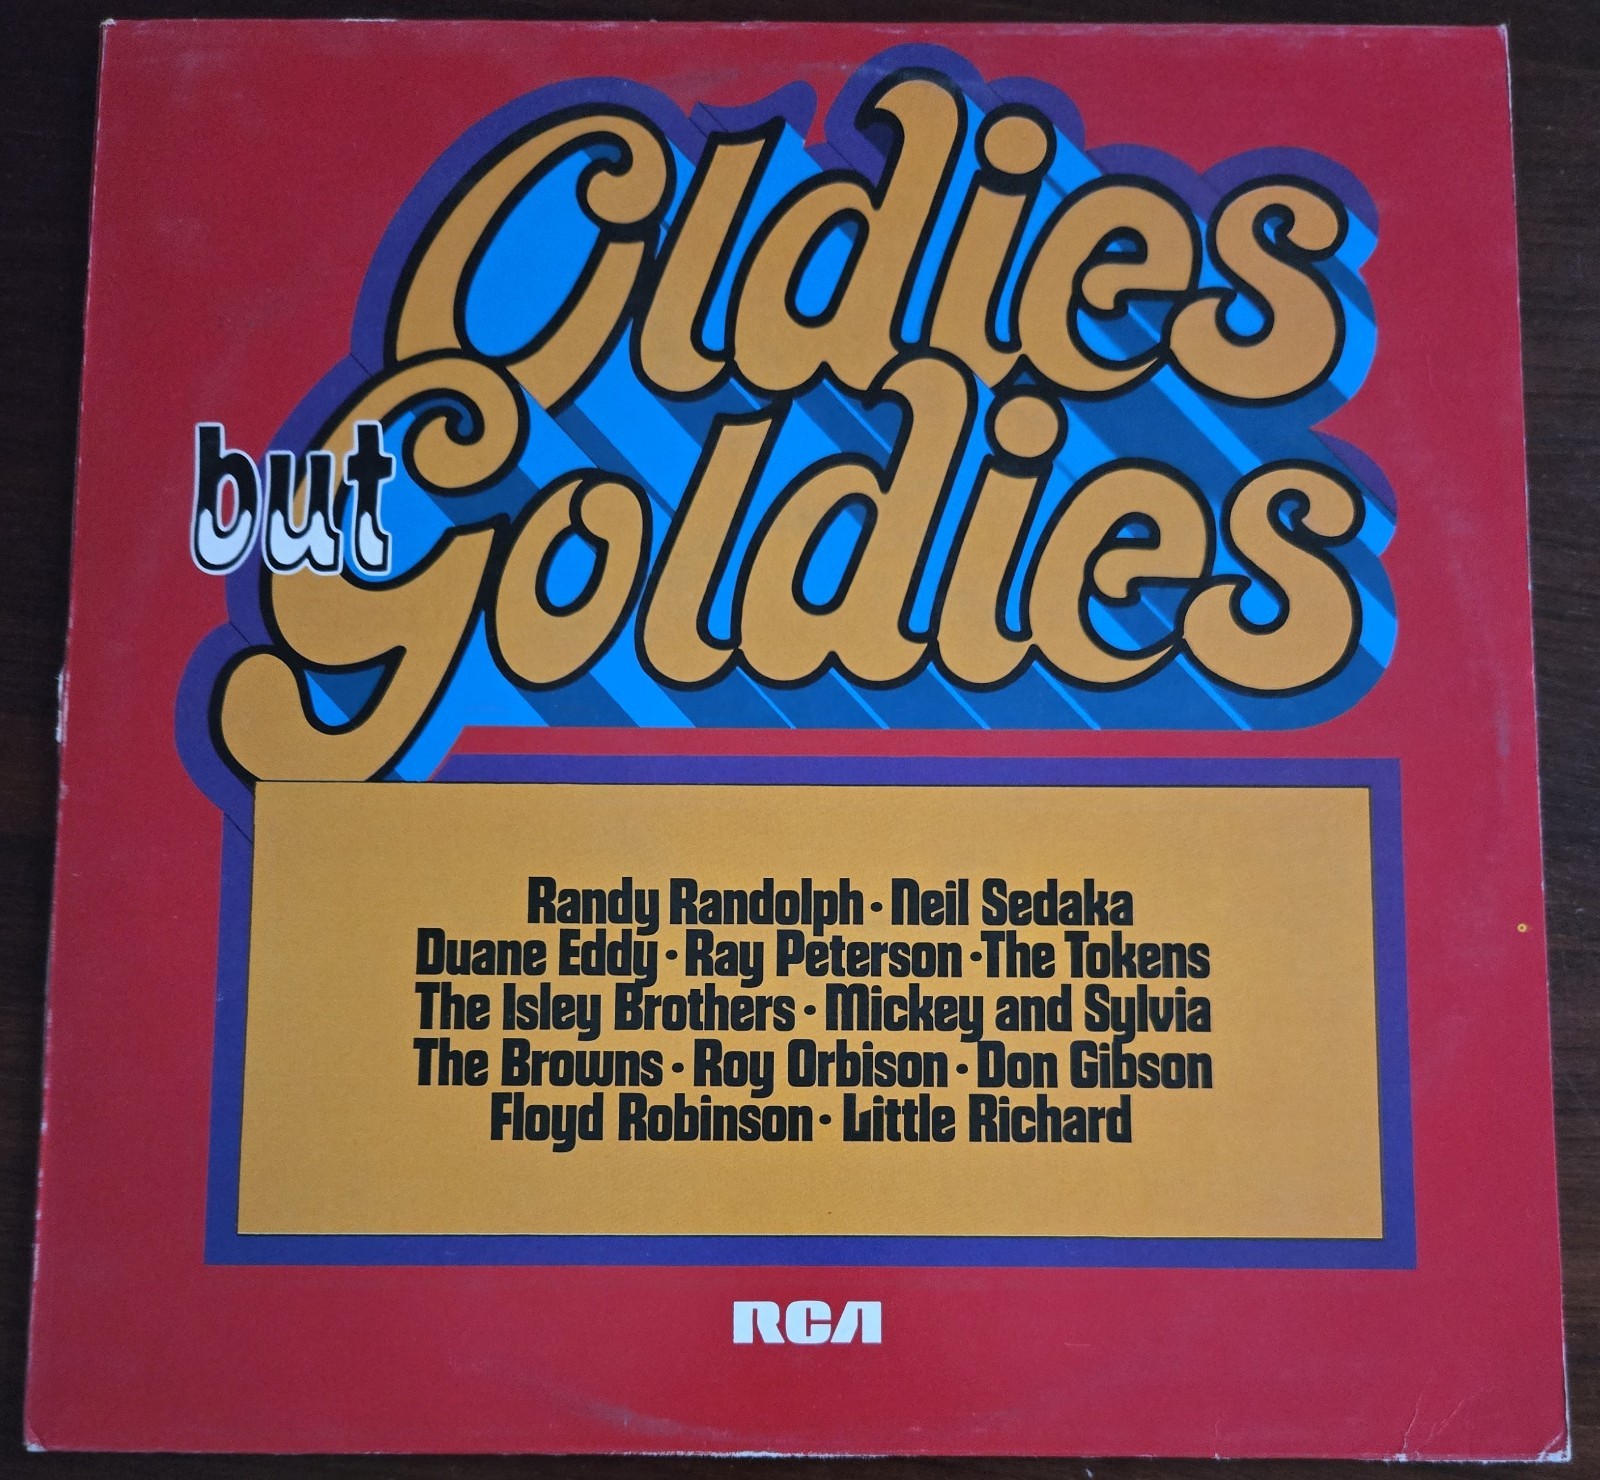 Oldies
but
Goldies
Randy Randolph · Neil Sedaka
Duane Eddy · Ray Peterson · The Tokens
The Isley Brothers · Mickey and Sylvia
The Browns · Roy Orbison · Don Gibson
Floyd Robinson · Little Richard
RCA